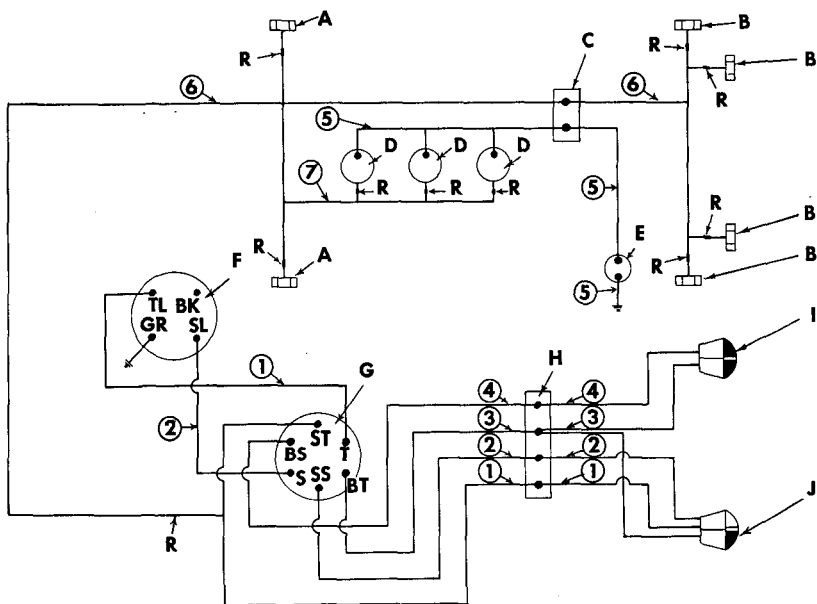 A B
R R
C B
R
6 6
5
D D D
7 R R R
5
R B
R
E
R A R B
F
5
TL BK
GR SL
I
1 G H
4 4
2 ST 3 3
BS T
2 2
S SS BT
1 1
R J